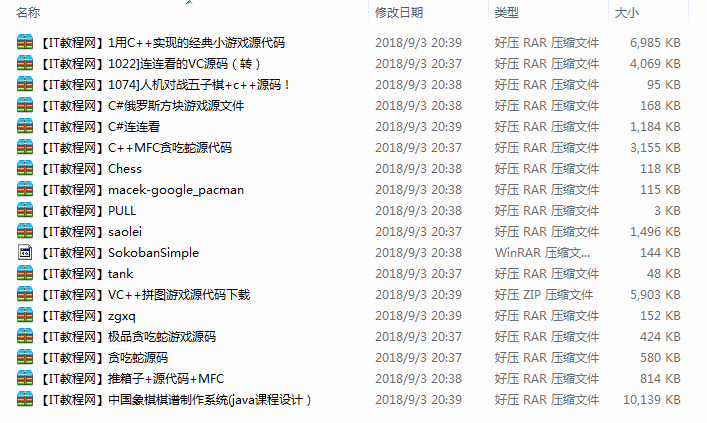 名称 修改日期 类型 大小
【IT教程网】1用C++实现的经典小游戏源代码 2018/9/3 20:39 好压 RAR 压缩文件 6,985 KB
【IT教程网】1022]连连看的VC源码（转） 2018/9/3 20:37 好压 RAR 压缩文件 4,069 KB
【IT教程网】1074]人机对战五子棋+c++源码！ 2018/9/3 20:38 好压 RAR 压缩文件 95 KB
【IT教程网】C#俄罗斯方块游戏源文件 2018/9/3 20:38 好压 RAR 压缩文件 168 KB
【IT教程网】C#连连看 2018/9/3 20:39 好压 RAR 压缩文件 1,184 KB
【IT教程网】C++MFC贪吃蛇源代码 2018/9/3 20:37 好压 RAR 压缩文件 3,155 KB
【IT教程网】Chess 2018/9/3 20:38 好压 RAR 压缩文件 118 KB
【IT教程网】macek-google_pacman 2018/9/3 20:38 好压 RAR 压缩文件 115 KB
【IT教程网】PULL 2018/9/3 20:38 好压 RAR 压缩文件 3 KB
【IT教程网】saolei 2018/9/3 20:37 好压 RAR 压缩文件 1,496 KB
【IT教程网】SokobanSimple 2018/9/3 20:38 WinRAR 压缩文... 144 KB
【IT教程网】tank 2018/9/3 20:37 好压 RAR 压缩文件 48 KB
【IT教程网】VC++拼图游戏源代码下载 2018/9/3 20:39 好压 ZIP 压缩文件 5,903 KB
【IT教程网】zgxq 2018/9/3 20:39 好压 RAR 压缩文件 152 KB
【IT教程网】极品贪吃蛇游戏源码 2018/9/3 20:37 好压 RAR 压缩文件 424 KB
【IT教程网】贪吃蛇源码 2018/9/3 20:37 好压 RAR 压缩文件 580 KB
【IT教程网】推箱子+源代码+MFC 2018/9/3 20:38 好压 RAR 压缩文件 814 KB
【IT教程网】中国象棋棋谱制作系统(java课程设计） 2018/9/3 20:39 好压 RAR 压缩文件 10,139 KB